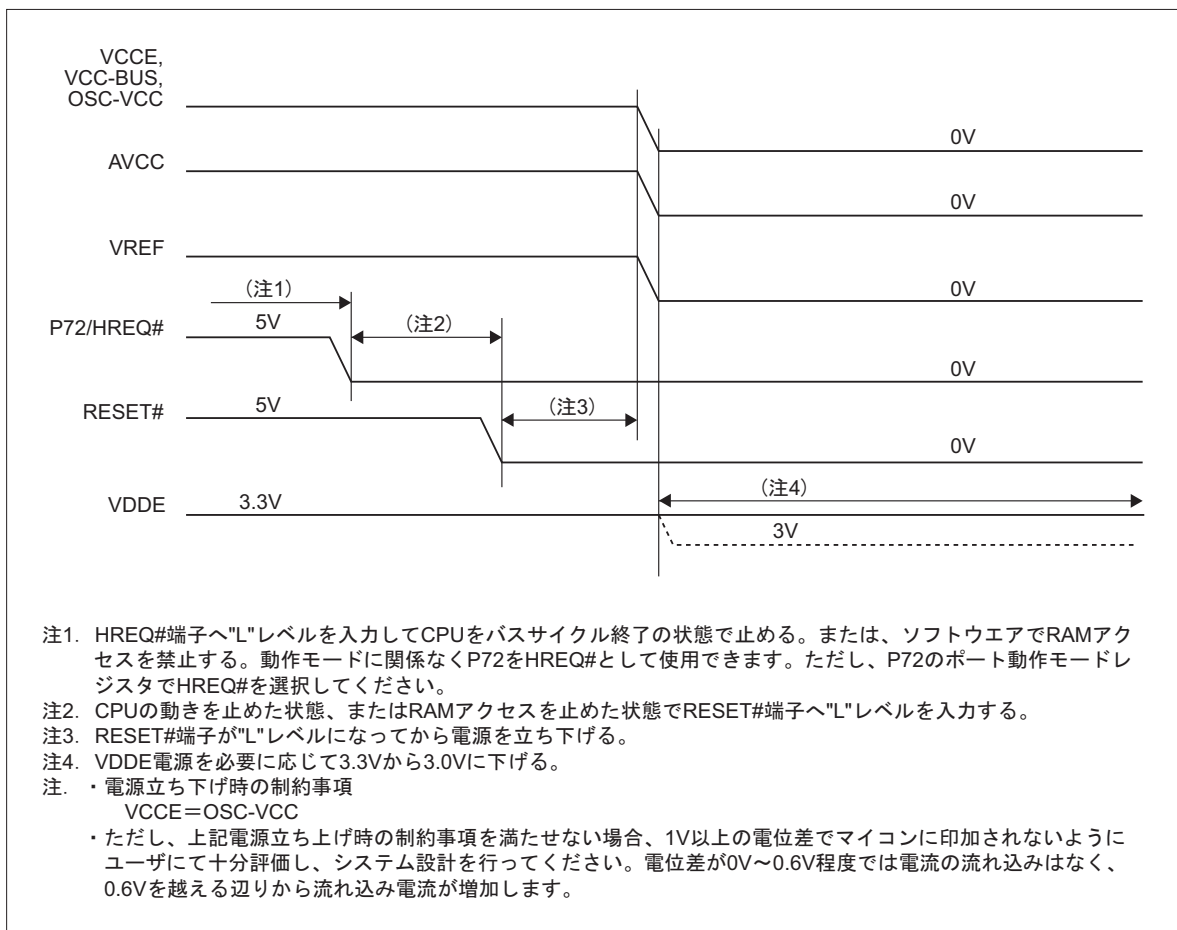 VCCE,
VCC-BUS,
OSC-VCC
0V
AVCC
0V
VREF
0V
(注1)
P72/HREQ#
5V
(注2)
0V
RESET#
5V
(注3)
0V
VDDE
3.3V
(注4)
3V
注1. HREQ#端子へ"L"レベルを入力してCPUをバスサイクル終了の状態で止める。または、ソフトウエアでRAMアク
セスを禁止する。動作モードに関係なくP72をHREQ#として使用できます。ただし、P72のポート動作モードレ
ジスタでHREQ#を選択してください。
注2. CPUの動きを止めた状態、またはRAMアクセスを止めた状態でRESET#端子へ"L"レベルを入力する。
注3. RESET#端子が"L"レベルになってから電源を立ち下げる。
注4. VDDE電源を必要に応じて3.3Vから3.0Vに下げる。
注. ・電源立ち下げ時の制約事項
VCCE＝OSC-VCC
・ただし、上記電源立ち上げ時の制約事項を満たせない場合、1V以上の電位差でマイコンに印加されないように
ユーザにて十分評価し、システム設計を行ってください。電位差が0V～0.6V程度では電流の流れ込みはなく、
0.6Vを越える辺りから流れ込み電流が増加します。